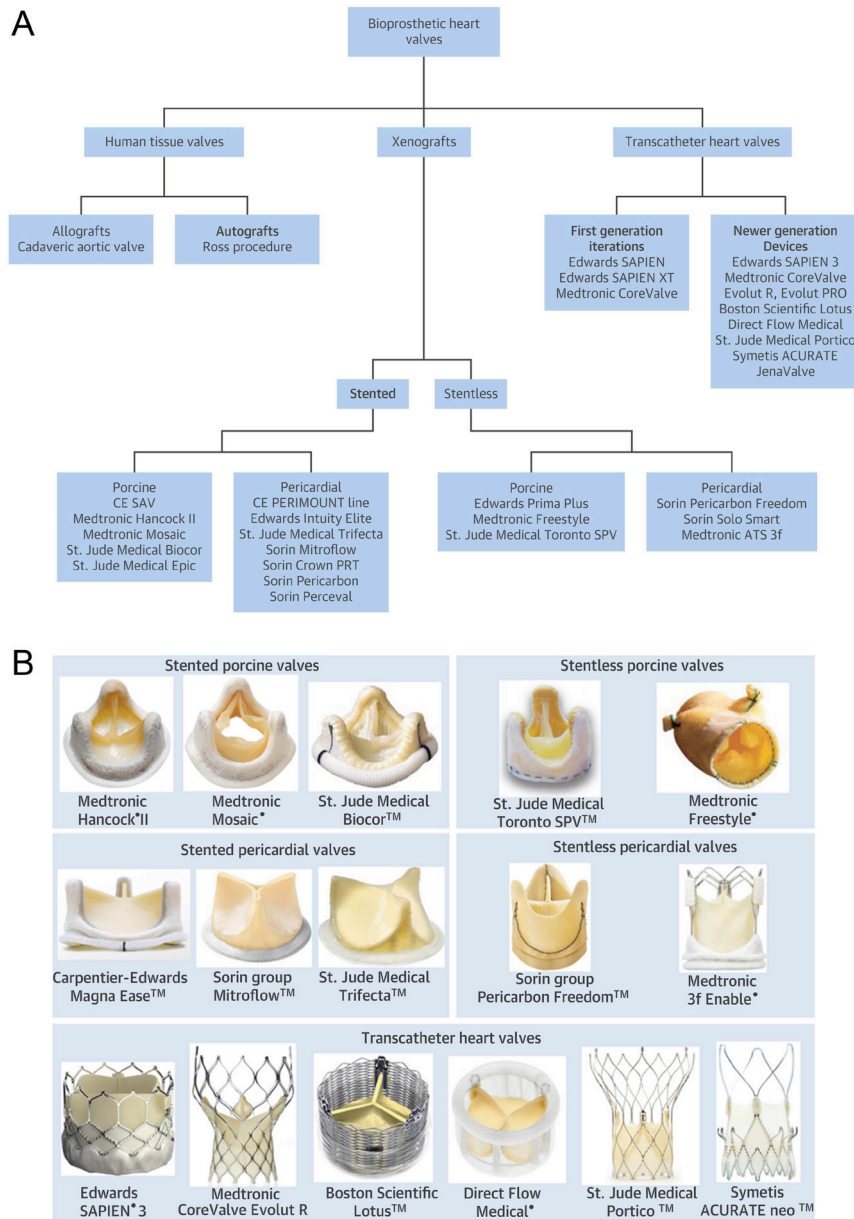 A
Bioprosthetic heart
valves
Human tissue valves
Xenografts
Transcatheter heart valves
Allografts
Cadaveric aortic valve
Autografts
Ross procedure
First generation
iterations
Edwards SAPIEN
Edwards SAPIEN XT
Medtronic CoreValve
Newer generation
Devices
Edwards SAPIEN 3
Medtronic CoreValve
Evolut R, Evolut PRO
Boston Scientific Lotus
Direct Flow Medical
St. Jude Medical Portico
Symetis ACURATE
JenaValve
Stented
Stentless
Porcine
CE SAV
Medtronic Hancock II
Medtronic Mosaic
St. Jude Medical Biocor
St. Jude Medical Epic
Pericardial
CE PERIMOUNT line
Edwards Intuity Elite
St. Jude Medical Trifecta
Sorin Mitroflow
Sorin Crown PRT
Sorin Pericarbon
Sorin Perceval
Porcine
Edwards Prima Plus
Medtronic Freestyle
St. Jude Medical Toronto SPV
Pericardial
Sorin Pericarbon Freedom
Sorin Solo Smart
Medtronic ATS 3f
B
Stented porcine valves
Medtronic
Hancock•II
Medtronic
Mosaic•
St. Jude Medical
Biocor™
Stentless porcine valves
St. Jude Medical
Toronto SPV™
Medtronic
Freestyle•
Stented pericardial valves
Carpentier-Edwards
Magna Ease™
Sorin group
Mitroflow™
St. Jude Medical
Trifecta™
Stentless pericardial valves
Sorin group
Pericarbon Freedom™
Medtronic
3f Enable•
Transcatheter heart valves
Edwards
SAPIEN•3
Medtronic
CoreValve Evolut R
Boston Scientific
Lotus™
Direct Flow
Medical•
St. Jude Medical
Portico ™
Symetis
ACURATE neo ™